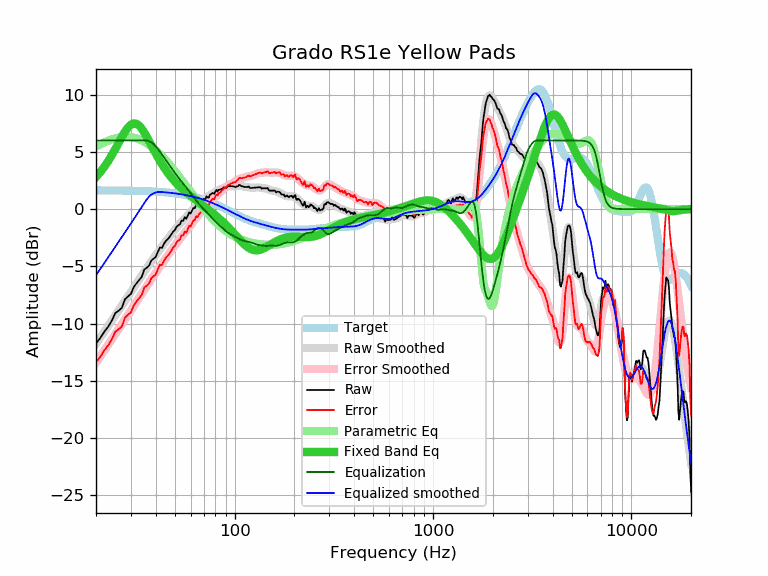 Grado RS1e Yellow Pads
Amplitude (dBr)
10
5
0
−5
−10
−15
−20
−25
Target
Raw Smoothed
Error Smoothed
Raw
Error
Parametric Eq
Fixed Band Eq
Equalization
Equalized smoothed
100
1000
10000
Frequency (Hz)